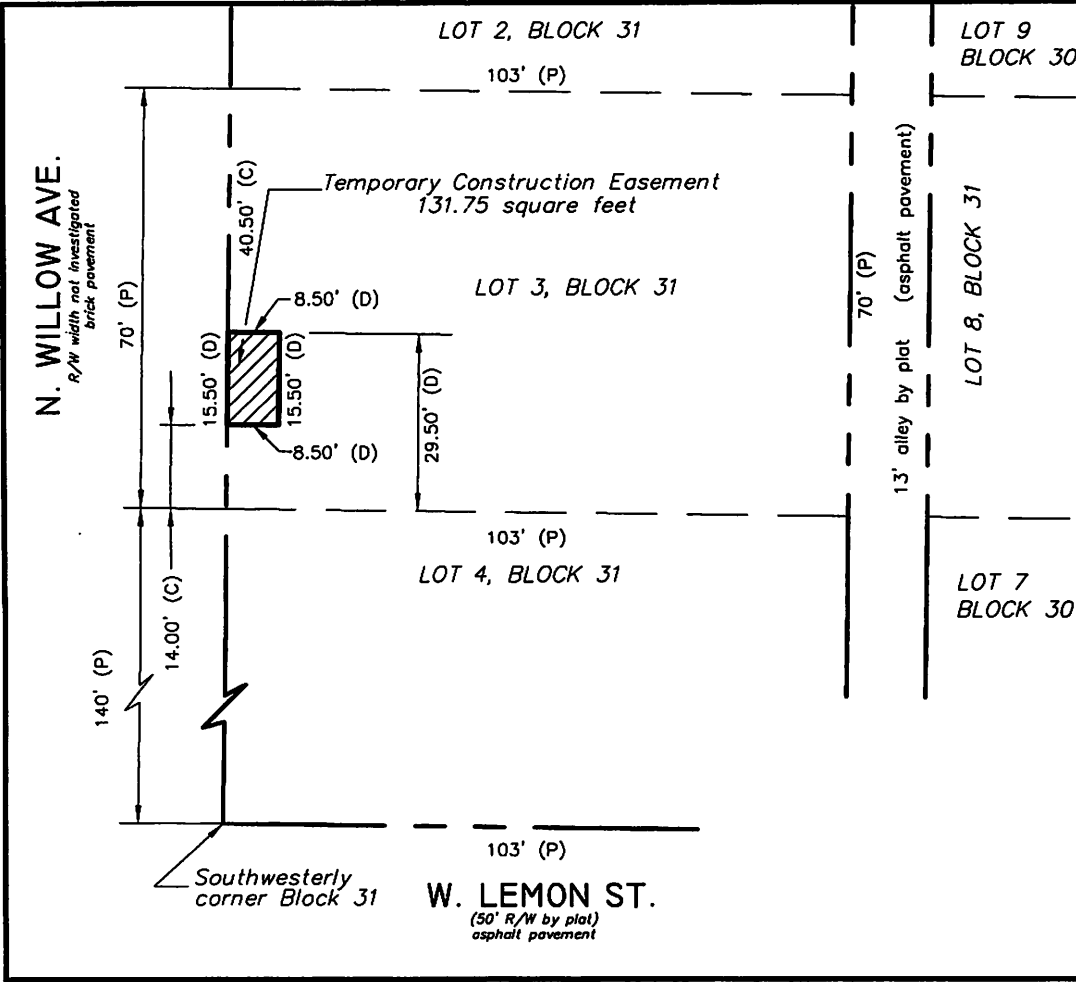 LOT 2, BLOCK 31
LOT 9
BLOCK 30
103' (P)
N. WILLOW AVE.
R/W width not investigated
brick pavement
70' (P)
40.50' (C)
Temporary Construction Easement
131.75 square feet
LOT 3, BLOCK 31
8.50' (D)
15.50' (D)
15.50' (D)
8.50' (D)
29.50' (D)
70' (P)
13' alley by plat (asphalt pavement)
LOT 8, BLOCK 31
103' (P)
LOT 4, BLOCK 31
LOT 7
BLOCK 30
14.00' (C)
140' (P)
103' (P)
Southwesterly
corner Block 31
W. LEMON ST.
(50' R/W by plat)
asphalt pavement